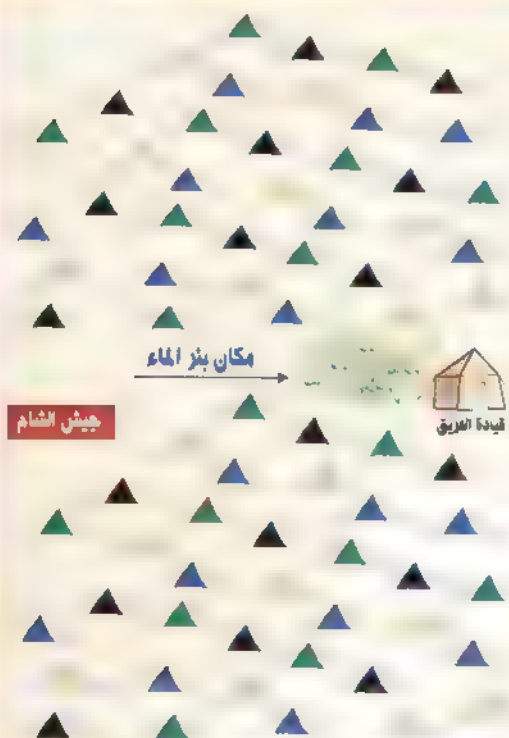 مكان بئر الماء
قيادة الفريق
جيش الشام